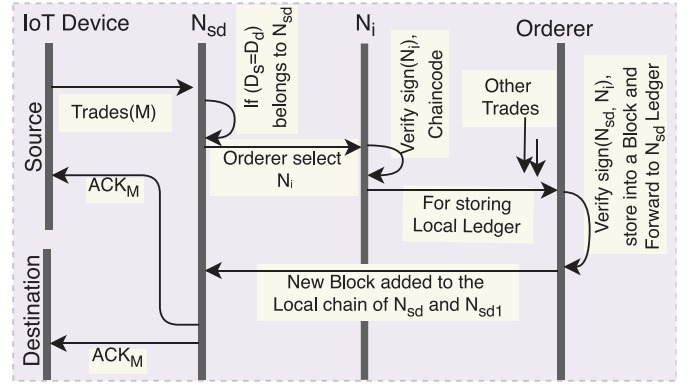 IoT Device
N_sd
N_i
Orderer
Source
Trades(M)
If (D_s=D_d)
belongs to N_sd
Orderer select
N_i
Verify sign(N_i),
Chaincode
Other
Trades
For storing
Local Ledger
Verify sign(N_sd, N_i),
store into a Block and
Forward to N_sd Ledger
ACK_M
New Block added to the
Local chain of N_sd and N_sd1
Destination
ACK_M